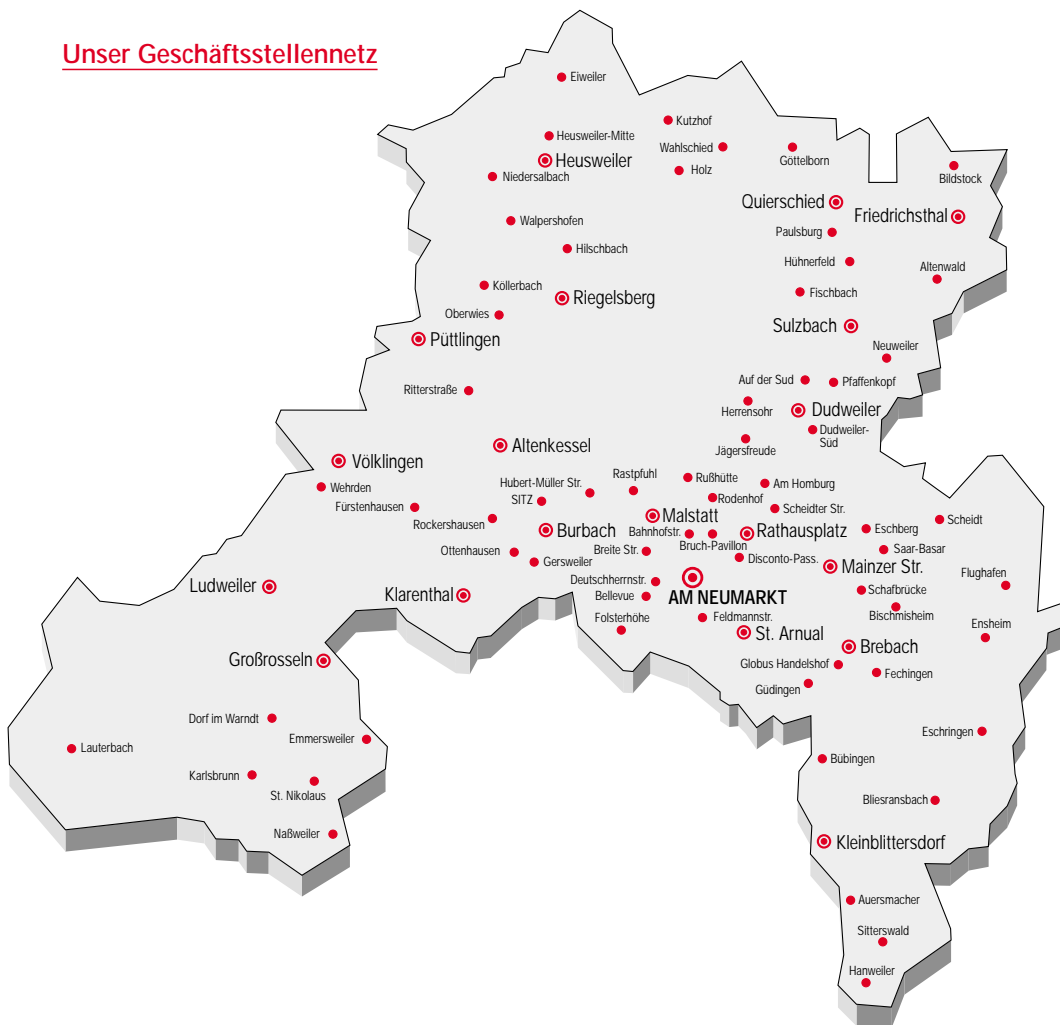 Unser Geschäftsstellennetz
Eiweiler
Kutzhof
Heusweiler-Mitte
Wahlschied
Göttelborn
Heusweiler
Holz
Bildstock
Niedersalbach
Quierschied
Friedrichsthal
Walpershofen
Paulsburg
Hilschbach
Hühnerfeld
Altenwald
Köllerbach
Fischbach
Riegelsberg
Oberwies
Sulzbach
Püttlingen
Neuweiler
Auf der Sud
Pfaffenkopf
Ritterstraße
Herrensohr
Dudweiler
Dudweiler-
Süd
Jägersfreude
Altenkessel
Völklingen
Rastpfuhl
Rußhütte
Hubert-Müller Str.
Am Homburg
Wehrden
SITZ
Rodenhof
Fürstenhausen
Scheidter Str.
Malstatt
Rockershausen
Scheidt
Burbach
Bahnhofstr.
Rathausplatz
Eschberg
Bruch-Pavillon
Ottenhausen
Breite Str.
Saar-Basar
Gersweiler
Disconto-Pass.
Mainzer Str.
Flughafen
Ludweiler
Deutschherrnstr.
Klarenthal
Bellevue
AM NEUMARKT
Schafbrücke
Bischmisheim
Folsterhöhe
Feldmannstr.
Ensheim
St. Arnual
Brebach
Großrosseln
Globus Handelshof
Fechingen
Güdingen
Dorf im Warndt
Emmersweiler
Eschringen
Lauterbach
Bübingen
Karlsbrunn
St. Nikolaus
Bliesransbach
Naßweiler
Kleinblittersdorf
Auersmacher
Sitterswald
Hanweiler